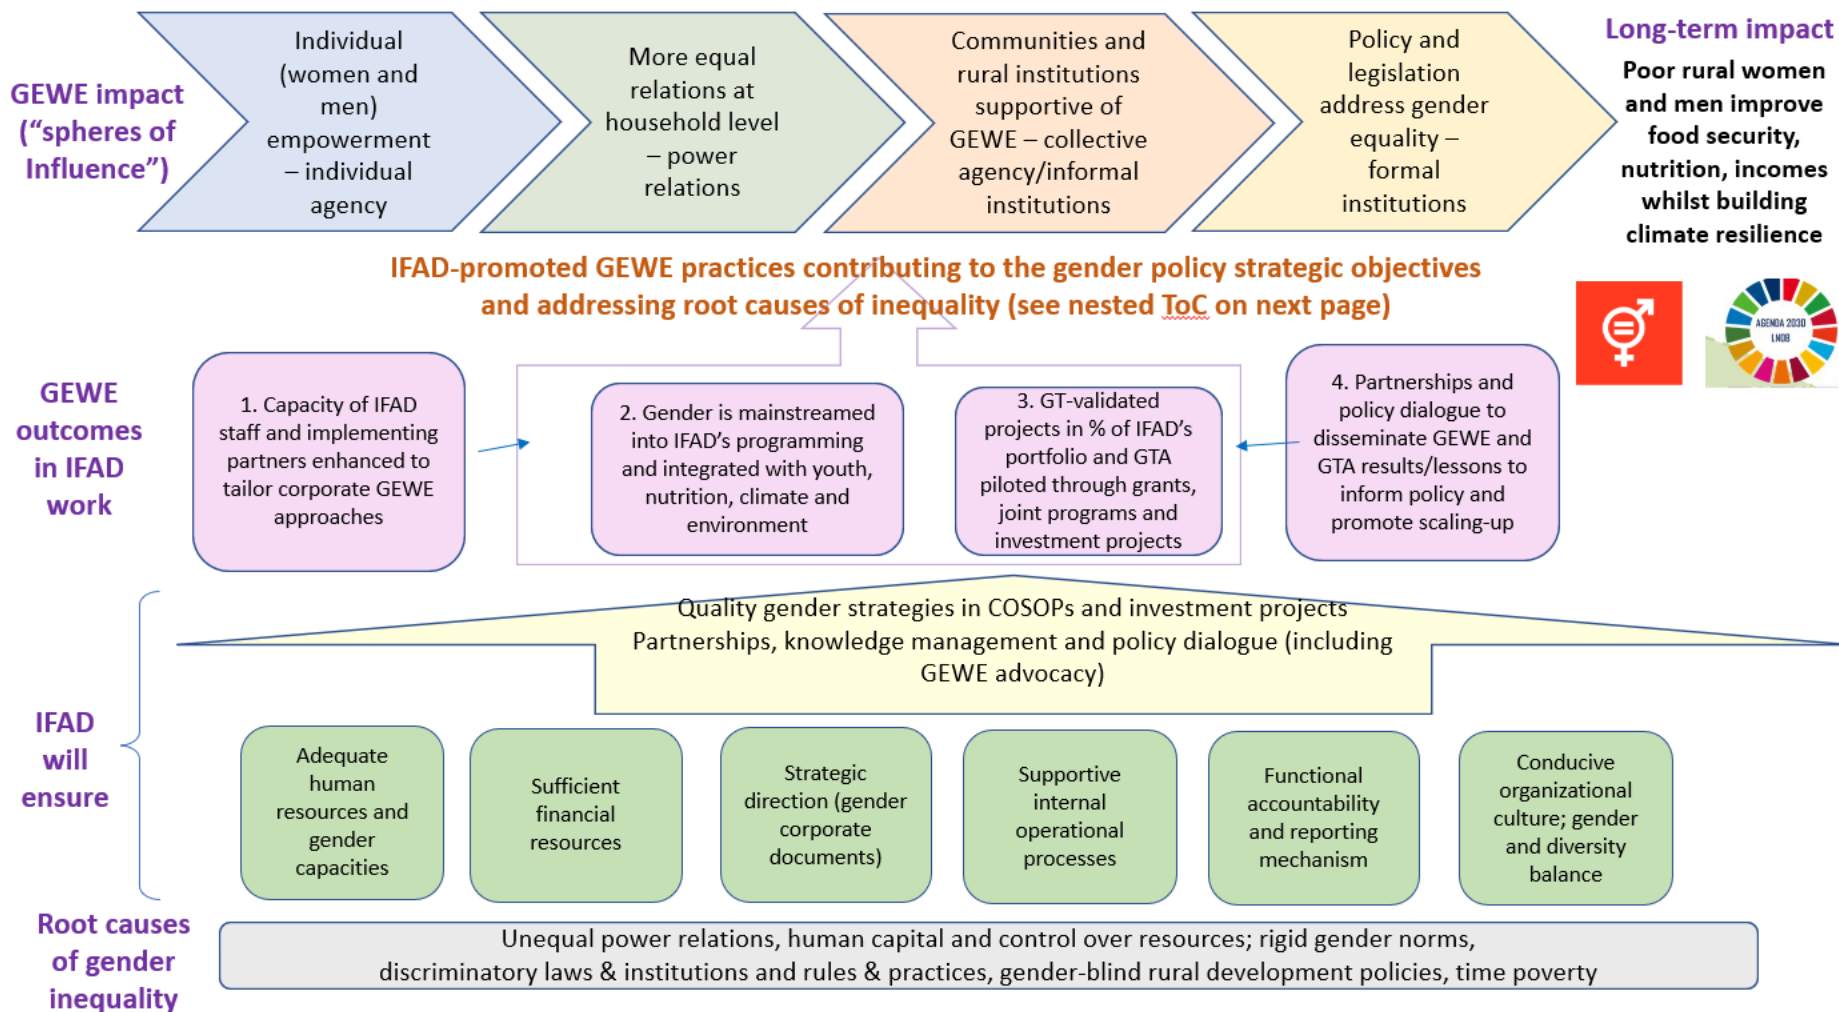 GEWE impact
(“spheres of
Influence”)
Individual
(women and
men)
empowerment
– individual
agency
More equal
relations at
household level
– power
relations
Communities and
rural institutions
supportive of
GEWE – collective
agency/informal
institutions
Policy and
legislation
address gender
equality –
formal
institutions
Long-term impact
Poor rural women
and men improve
food security,
nutrition, incomes
whilst building
climate resilience
IFAD-promoted GEWE practices contributing to the gender policy strategic objectives
and addressing root causes of inequality (see nested ToC on next page)
AGENDA 2030
LNOB
GEWE
outcomes
in IFAD
work
1. Capacity of IFAD
staff and implementing
partners enhanced to
tailor corporate GEWE
approaches
2. Gender is mainstreamed
into IFAD’s programming
and integrated with youth,
nutrition, climate and
environment
3. GT-validated
projects in % of IFAD’s
portfolio and GTA
piloted through grants,
joint programs and
investment projects
4. Partnerships and
policy dialogue to
disseminate GEWE and
GTA results/lessons to
inform policy and
promote scaling-up
Quality gender strategies in COSOPs and investment projects
Partnerships, knowledge management and policy dialogue (including
GEWE advocacy)
IFAD
will
ensure
Adequate
human
resources and
gender
capacities
Sufficient
financial
resources
Strategic
direction (gender
corporate
documents)
Supportive
internal
operational
processes
Functional
accountability
and reporting
mechanism
Conducive
organizational
culture; gender
and diversity
balance
Root causes
of gender
inequality
Unequal power relations, human capital and control over resources; rigid gender norms,
discriminatory laws & institutions and rules & practices, gender-blind rural development policies, time poverty